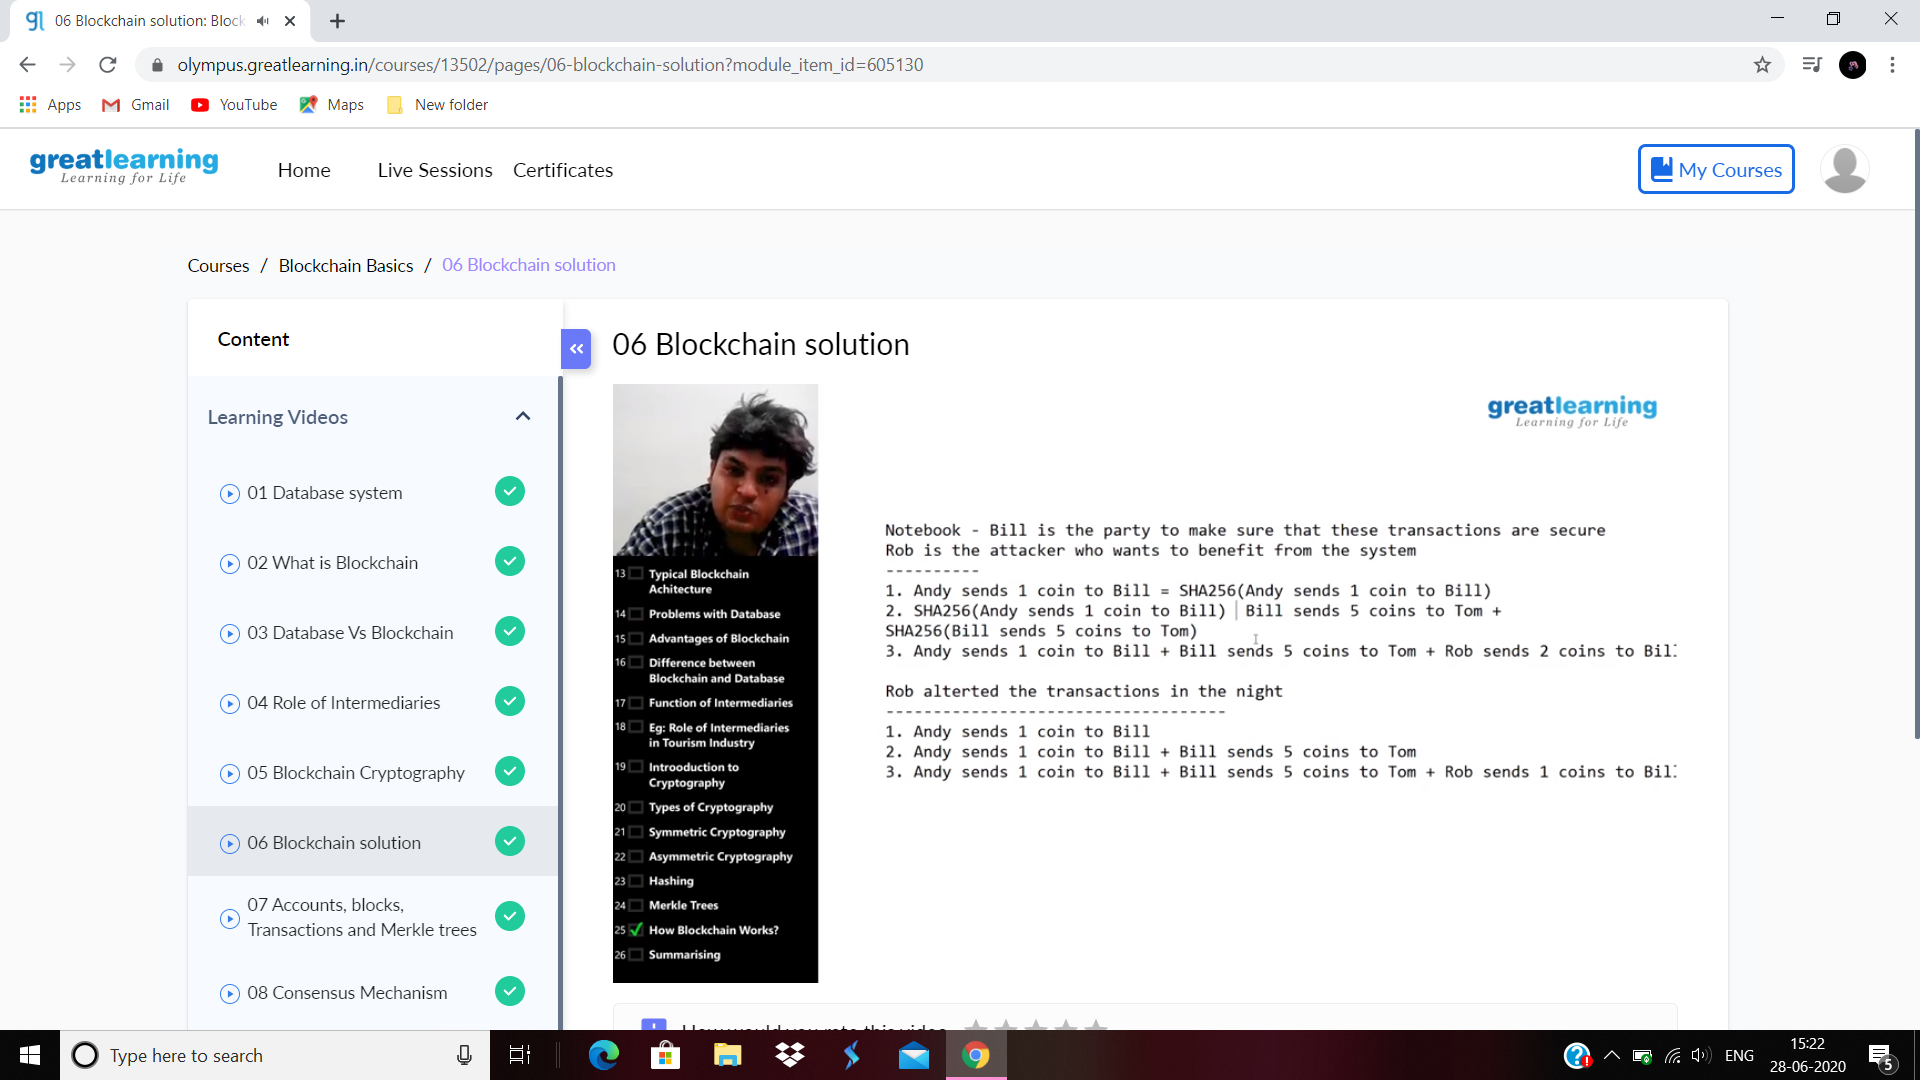 06 Blockchain solution: Block
olympus.greatlearning.in/courses/13502/pages/06-blockchain-solution?module_item_id=605130
Apps Gmail YouTube Maps New folder
greatlearning
Learning for Life
Home Live Sessions Certificates
My Courses
Courses / Blockchain Basics / 06 Blockchain solution
Content
Learning Videos
01 Database system
02 What is Blockchain
03 Database Vs Blockchain
04 Role of Intermediaries
05 Blockchain Cryptography
06 Blockchain solution
07 Accounts, blocks,
Transactions and Merkle trees
08 Consensus Mechanism
06 Blockchain solution
13 Typical Blockchain
Achitecture
14 Problems with Database
15 Advantages of Blockchain
16 Difference between
Blockchain and Database
17 Function of Intermediaries
18 Eg: Role of Intermediaries
in Tourism Industry
19 Introoduction to
Cryptography
20 Types of Cryptography
21 Symmetric Cryptography
22 Asymmetric Cryptography
23 Hashing
24 Merkle Trees
25 How Blockchain Works?
26 Summarising
greatlearning
Learning for Life
Notebook - Bill is the party to make sure that these transactions are secure
Rob is the attacker who wants to benefit from the system
----------
1. Andy sends 1 coin to Bill = SHA256(Andy sends 1 coin to Bill)
2. SHA256(Andy sends 1 coin to Bill) Bill sends 5 coins to Tom +
SHA256(Bill sends 5 coins to Tom)
3. Andy sends 1 coin to Bill + Bill sends 5 coins to Tom + Rob sends 2 coins to Bill
Rob alterted the transactions in the night
------------------------------------
1. Andy sends 1 coin to Bill
2. Andy sends 1 coin to Bill + Bill sends 5 coins to Tom
3. Andy sends 1 coin to Bill + Bill sends 5 coins to Tom + Rob sends 1 coins to Bill
How would you rate this video
Type here to search
ENG
15:22
28-06-2020
5